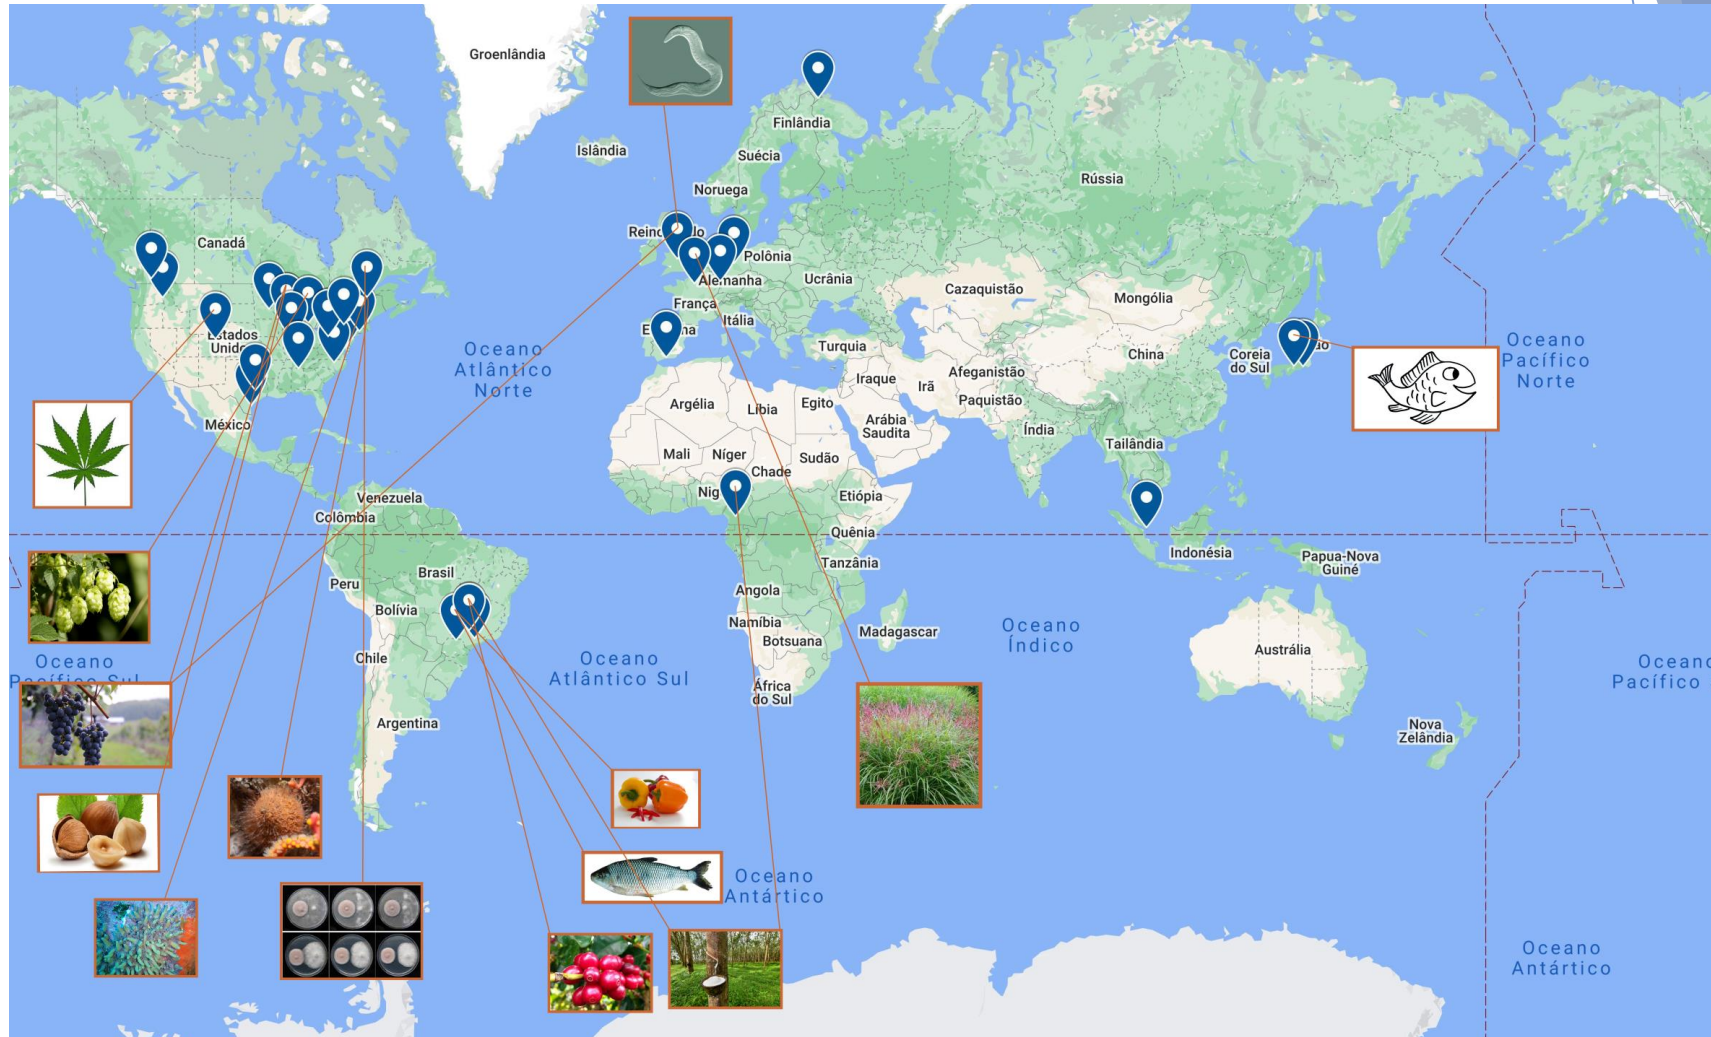 Groenlândia
Islândia
Finlândia
Suécia
Noruega
Rússia
Canadá
Polônia
Alemanha
Ucrânia
Cazaquistão
Mongólia
França
Itália
Estados
Turquia
China
Coreia
do Sul
Oceano
Atlântico
Norte
Oceano
Pacífico
Norte
Iraque
Irã
Afeganistão
Paquistão
México
Argélia
Líbia
Egito
Arábia
Saudita
Índia
Tailândia
Mali
Níger
Chade
Sudão
Etiópia
Venezuela
Colômbia
Quênia
Indonésia
Papua-Nova
Guiné
Peru
Brasil
Tanzânia
Angola
Bolívia
Namíbia
Botsuana
Madagascar
Oceano
Índico
Austrália
Chile
Oceano
Pacífico Sul
Oceano
Atlântico Sul
África
do Sul
Oceano
Pacífico
Argentina
Nova
Zelândia
Oceano
Antártico
Oceano
Antártico